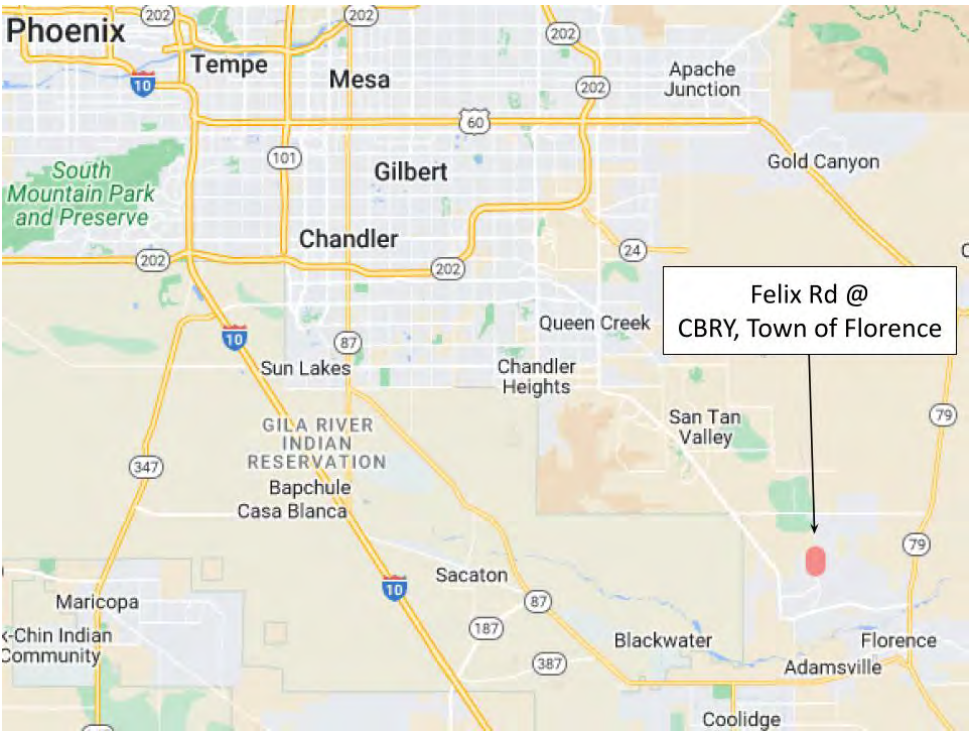 202
202
Phoenix
202
Tempe
Mesa
Apache
Junction
10
202
60
101
Gold Canyon
South
Mountain Park
and Preserve
Gilbert
Chandler
202
202
24
Felix Rd @
CBRY, Town of Florence
Queen Creek
10
87
Sun Lakes
Chandler
Heights
San Tan
Valley
79
GILA RIVER
INDIAN
RESERVATION
347
Bapchule
Casa Blanca
79
Sacaton
10
87
Maricopa
187
k-Chin Indian
Community
Blackwater
Florence
387
Adamsville
Coolidge